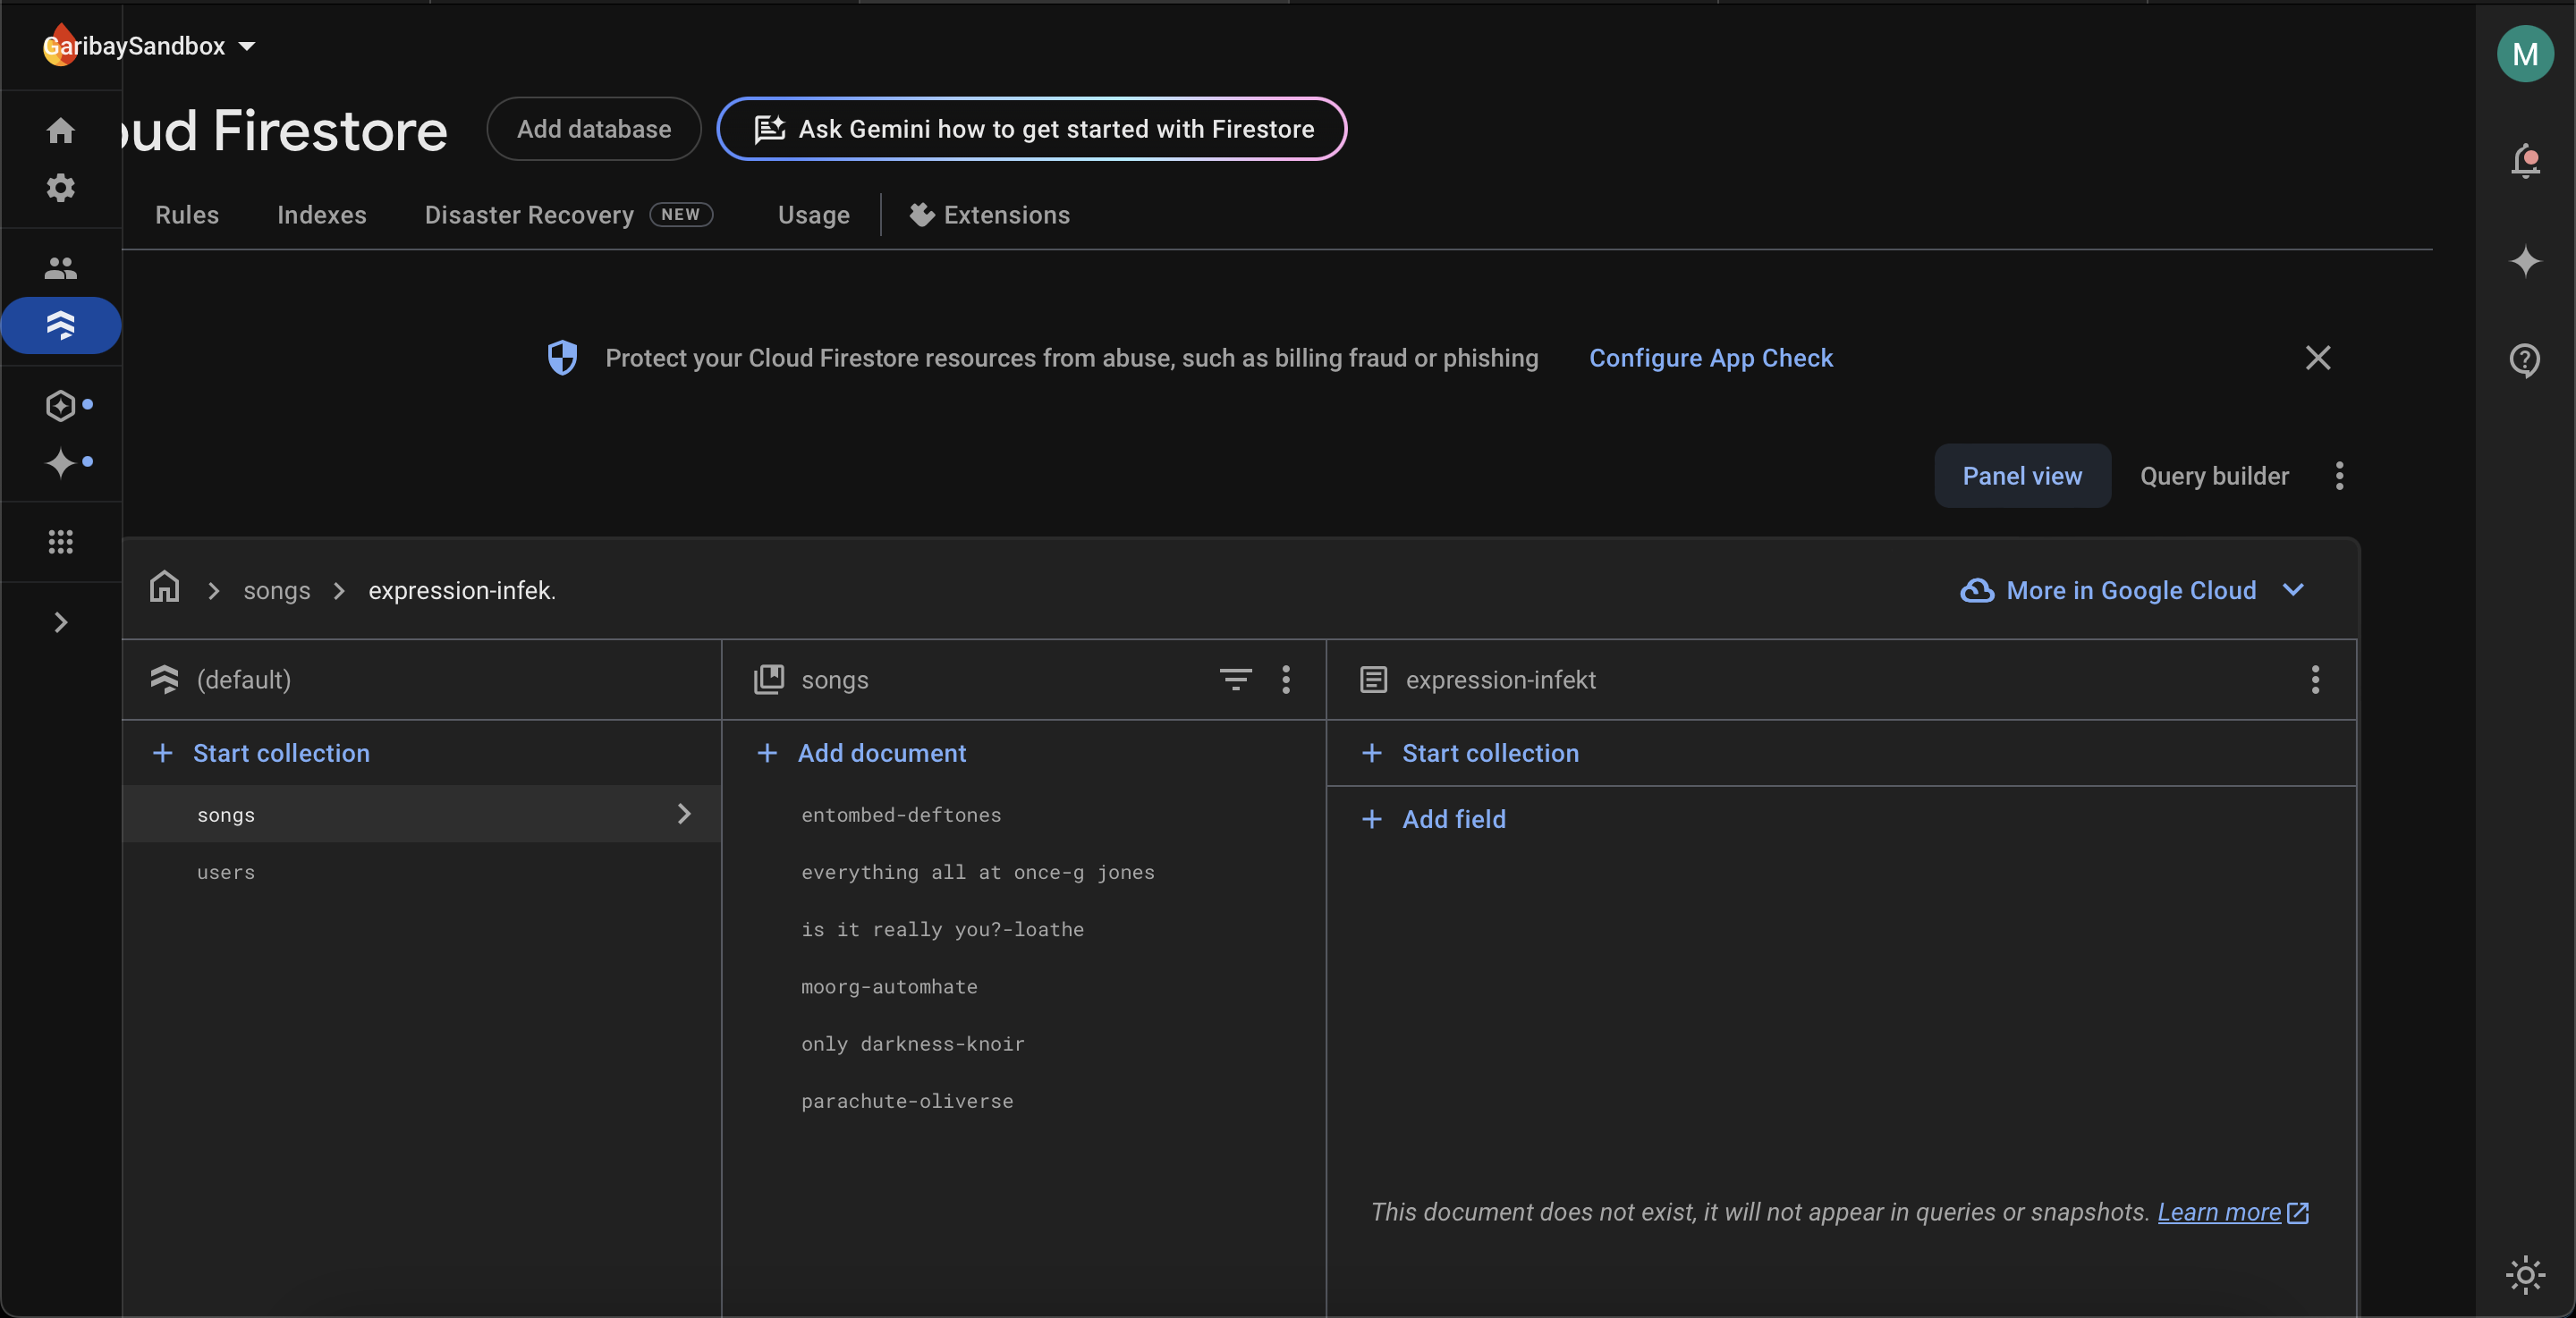 GaribaySandbox
M
oud Firestore
Add database
Ask Gemini how to get started with Firestore
Rules
Indexes
Disaster Recovery
NEW
Usage
Extensions
Protect your Cloud Firestore resources from abuse, such as billing fraud or phishing
Configure App Check
Panel view
Query builder
songs
expression-infek.
More in Google Cloud
(default)
songs
expression-infekt
Start collection
Add document
Start collection
songs
users
entombed-deftones
everything all at once-g jones
is it really you?-loathe
moorg-automhate
only darkness-knoir
parachute-oliverse
Add field
This document does not exist, it will not appear in queries or snapshots. Learn more